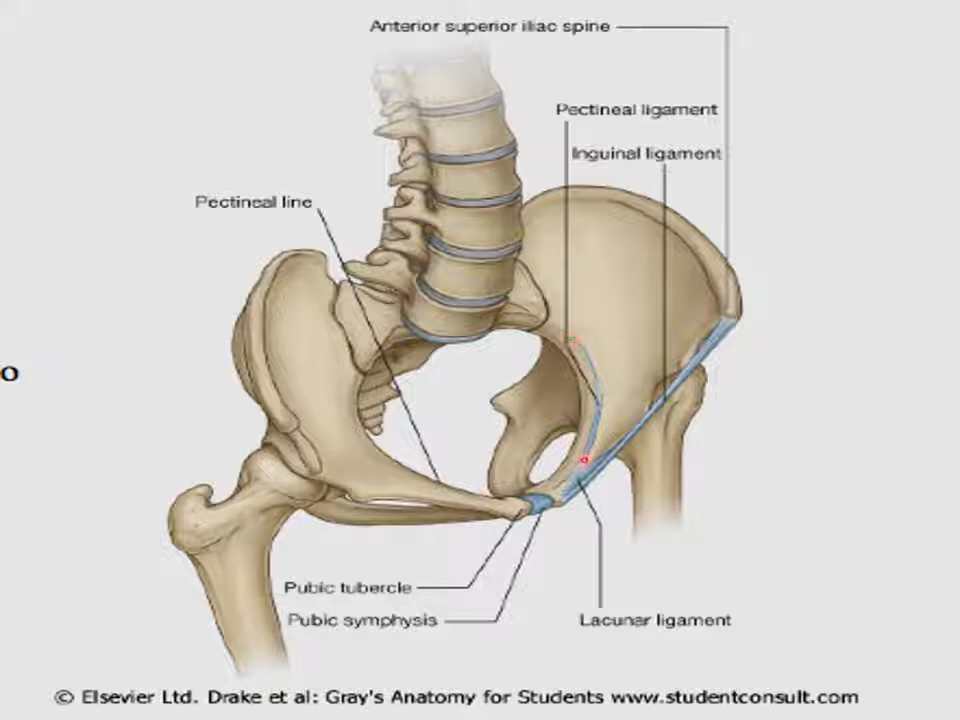 Anterior superior iliac spine
Pectineal ligament
Inguinal ligament
Pectineal line
o
Pubic tubercle
Pubic symphysis
Lacunar ligament
© Elsevier Ltd. Drake et al: Gray's Anatomy for Students www.studentconsult.com